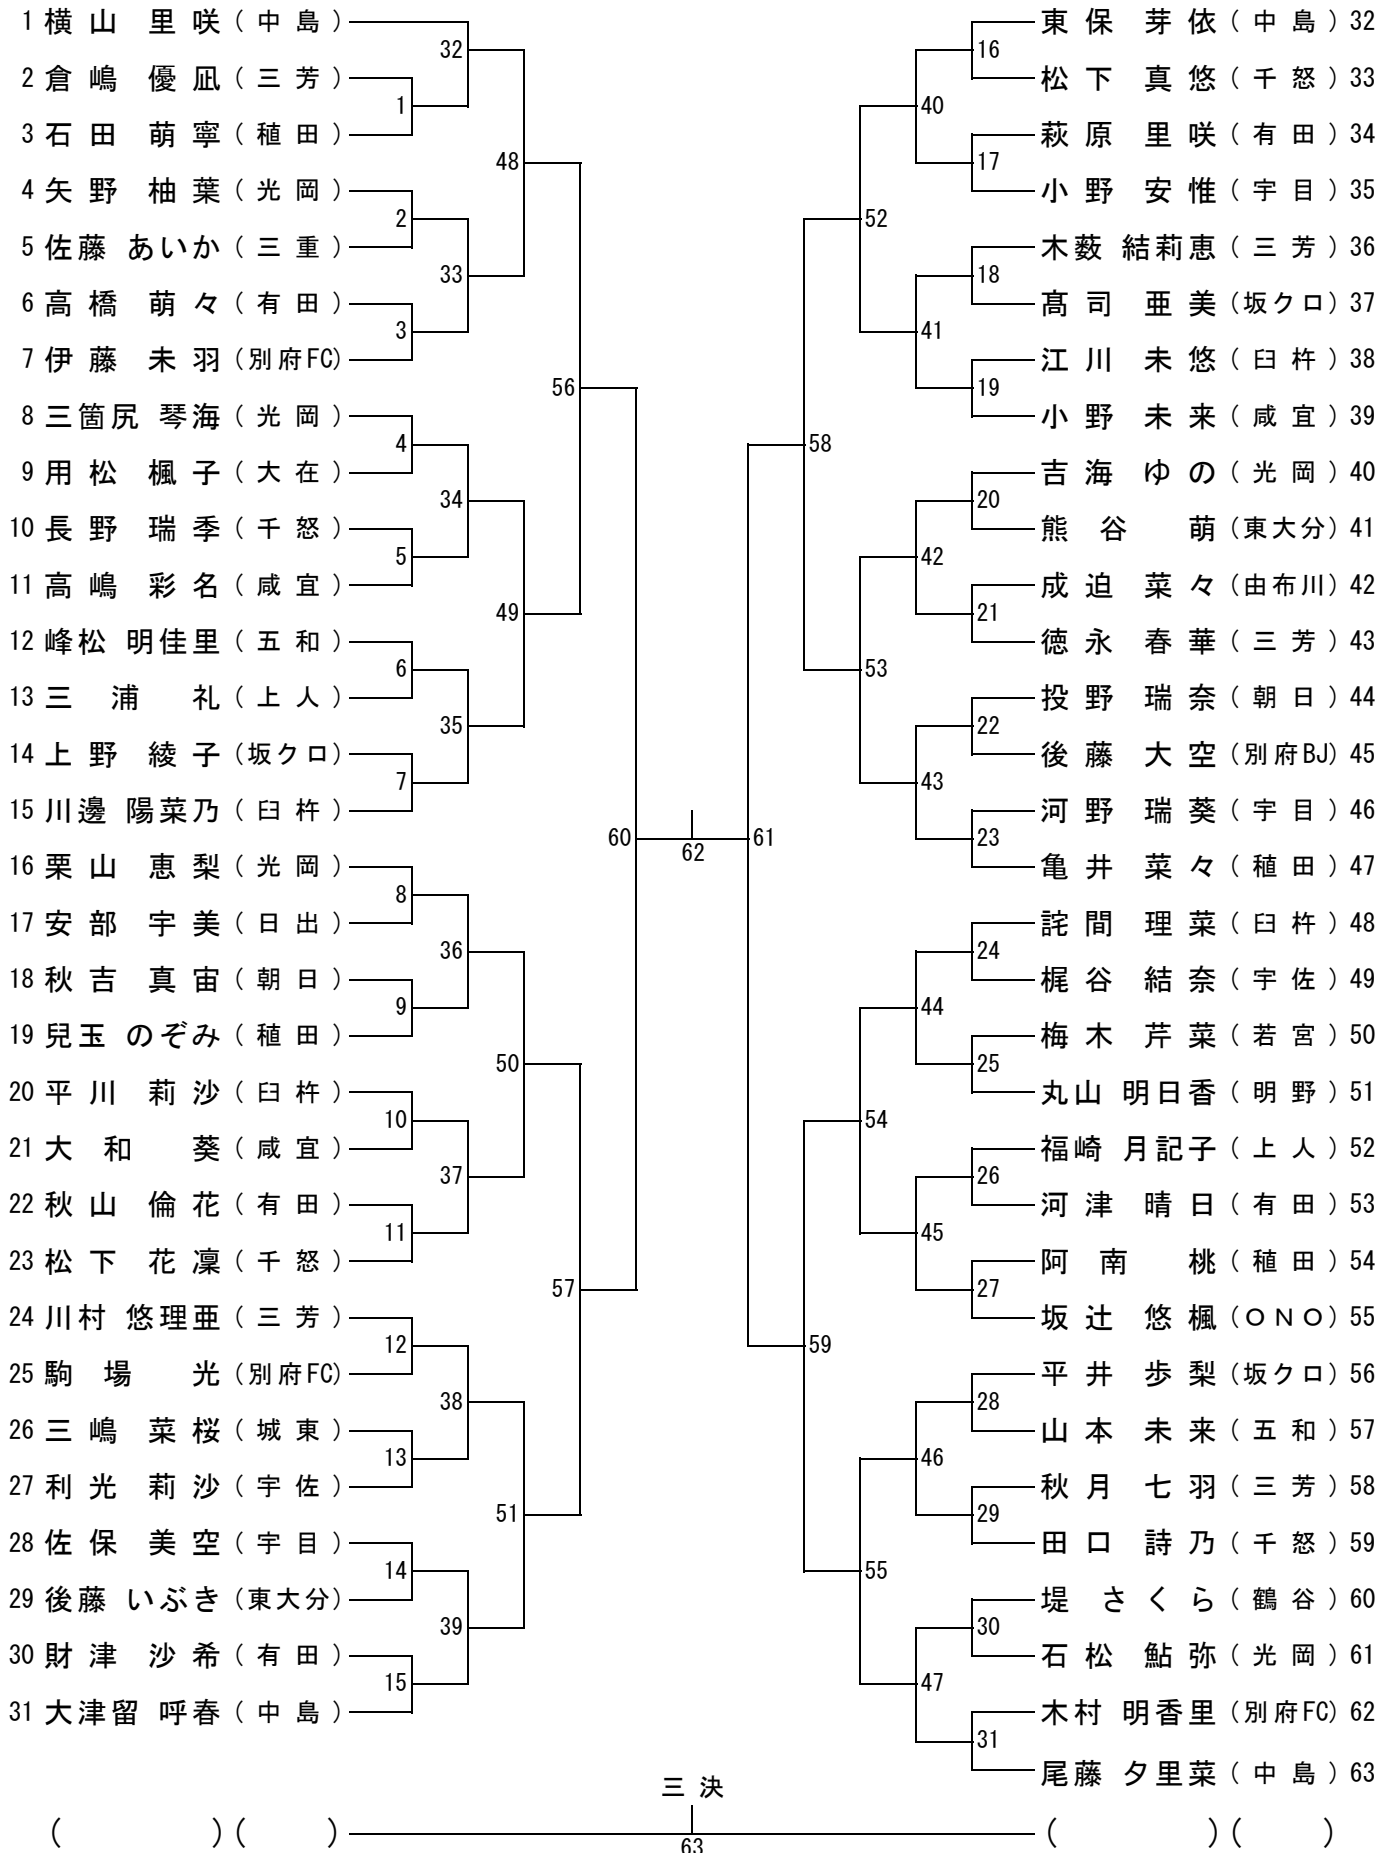 1 横山 里咲 (中島)
2 倉嶋 優凪 (三芳)
3 石田 萌寧 (稙田)
4 矢野 柚葉 (光岡)
5 佐藤 あいか (三重)
6 高橋 萌々 (有田)
7 伊藤 未羽 (別府FC)
8 三箇尻 琴海 (光岡)
9 用松 楓子 (大在)
10 長野 瑞季 (千怒)
11 高嶋 彩名 (咸宜)
12 峰松 明佳里 (五和)
13 三浦 礼 (上人)
14 上野 綾子 (坂クロ)
15 川邊 陽菜乃 (臼杵)
16 栗山 恵梨 (光岡)
17 安部 宇美 (日出)
18 秋吉 真宙 (朝日)
19 兒玉 のぞみ (稙田)
20 平川 莉沙 (臼杵)
21 大和 葵 (咸宜)
22 秋山 倫花 (有田)
23 松下 花凜 (千怒)
24 川村 悠理亜 (三芳)
25 駒場 光 (別府FC)
26 三嶋 菜桜 (城東)
27 利光 莉沙 (宇佐)
28 佐保 美空 (宇目)
29 後藤 いぶき (東大分)
30 財津 沙希 (有田)
31 大津留 呼春 (中島)
1
2
3
4
5
6
7
8
9
10
11
12
13
14
15
32
33
34
35
36
37
38
39
48
49
50
51
56
57
60
62
61
58
59
52
53
54
55
40
41
42
43
44
45
46
47
16
17
18
19
20
21
22
23
24
25
26
27
28
29
30
31
東保 芽依 (中島) 32
松下 真悠 (千怒) 33
萩原 里咲 (有田) 34
小野 安惟 (宇目) 35
木薮 結莉恵 (三芳) 36
髙司 亜美 (坂クロ) 37
江川 未悠 (臼杵) 38
小野 未来 (咸宜) 39
吉海 ゆの (光岡) 40
熊谷 萌 (東大分) 41
成迫 菜々 (由布川) 42
徳永 春華 (三芳) 43
投野 瑞奈 (朝日) 44
後藤 大空 (別府BJ) 45
河野 瑞葵 (宇目) 46
亀井 菜々 (稙田) 47
詫間 理菜 (臼杵) 48
梶谷 結奈 (宇佐) 49
梅木 芹菜 (若宮) 50
丸山 明日香 (明野) 51
福崎 月記子 (上人) 52
河津 晴日 (有田) 53
阿南 桃 (稙田) 54
坂辻 悠楓 (ONO) 55
平井 歩梨 (坂クロ) 56
山本 未来 (五和) 57
秋月 七羽 (三芳) 58
田口 詩乃 (千怒) 59
堤 さくら (鶴谷) 60
石松 鮎弥 (光岡) 61
木村 明香里 (別府FC) 62
尾藤 夕里菜 (中島) 63
三決
( ) ( ) 63 ( ) ( )